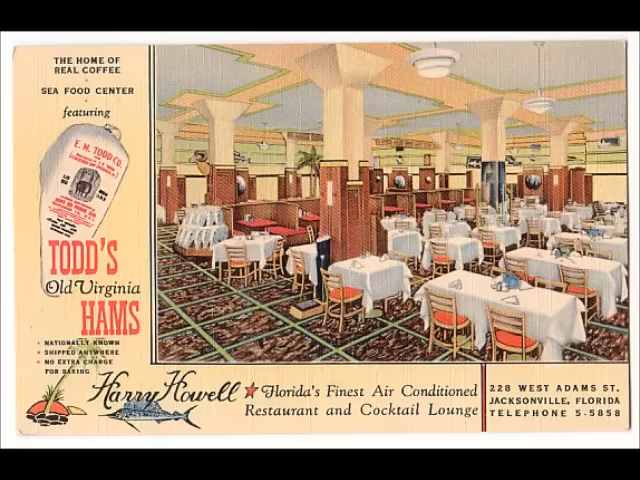 THE HOME OF
REAL COFFEE
SEA FOOD CENTER
featuring
E. M. TODD CO.
TODD'S
Old Virginia
HAMS
• NATIONALLY KNOWN
• SHIPPED ANYWHERE
• NO EXTRA CHARGE
FOR BAKING
Harry Howell ★ Florida's Finest Air Conditioned
Restaurant and Cocktail Lounge
228 WEST ADAMS ST.
JACKSONVILLE, FLORIDA
TELEPHONE 5-5858